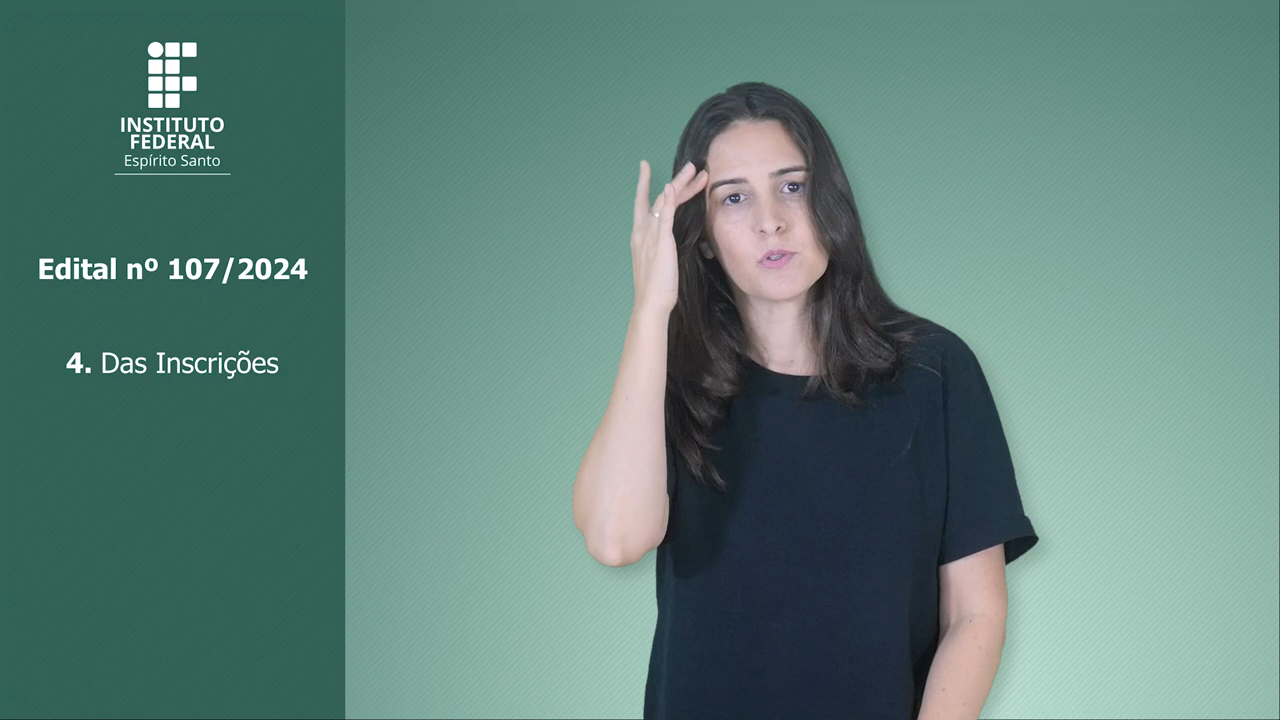 INSTITUTO
FEDERAL
Espírito Santo
Edital nº 107/2024
4. Das Inscrições